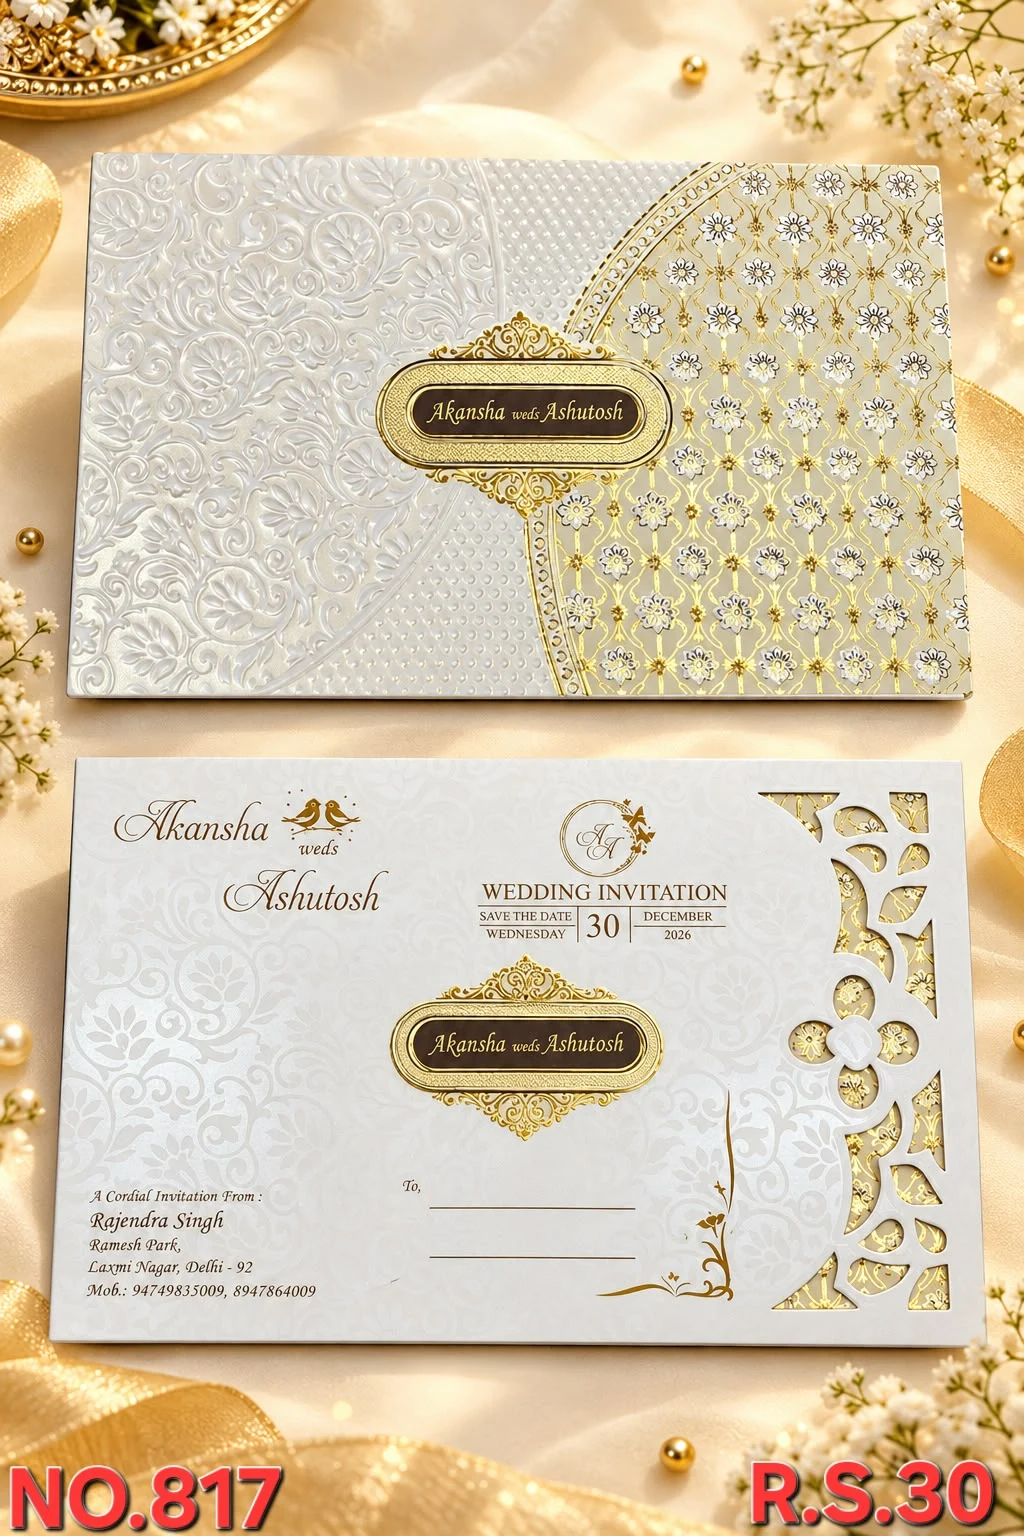 Akansha weds Ashutosh
Akansha
weds
Ashutosh
AA
WEDDING INVITATION
SAVE THE DATE
WEDNESDAY
30
DECEMBER
2026
Akansha weds Ashutosh
A Cordial Invitation From :
Rajendra Singh
Ramesh Park,
Laxmi Nagar, Delhi - 92
Mob.: 94749835009, 8947864009
To,
NO.817
R.S.30